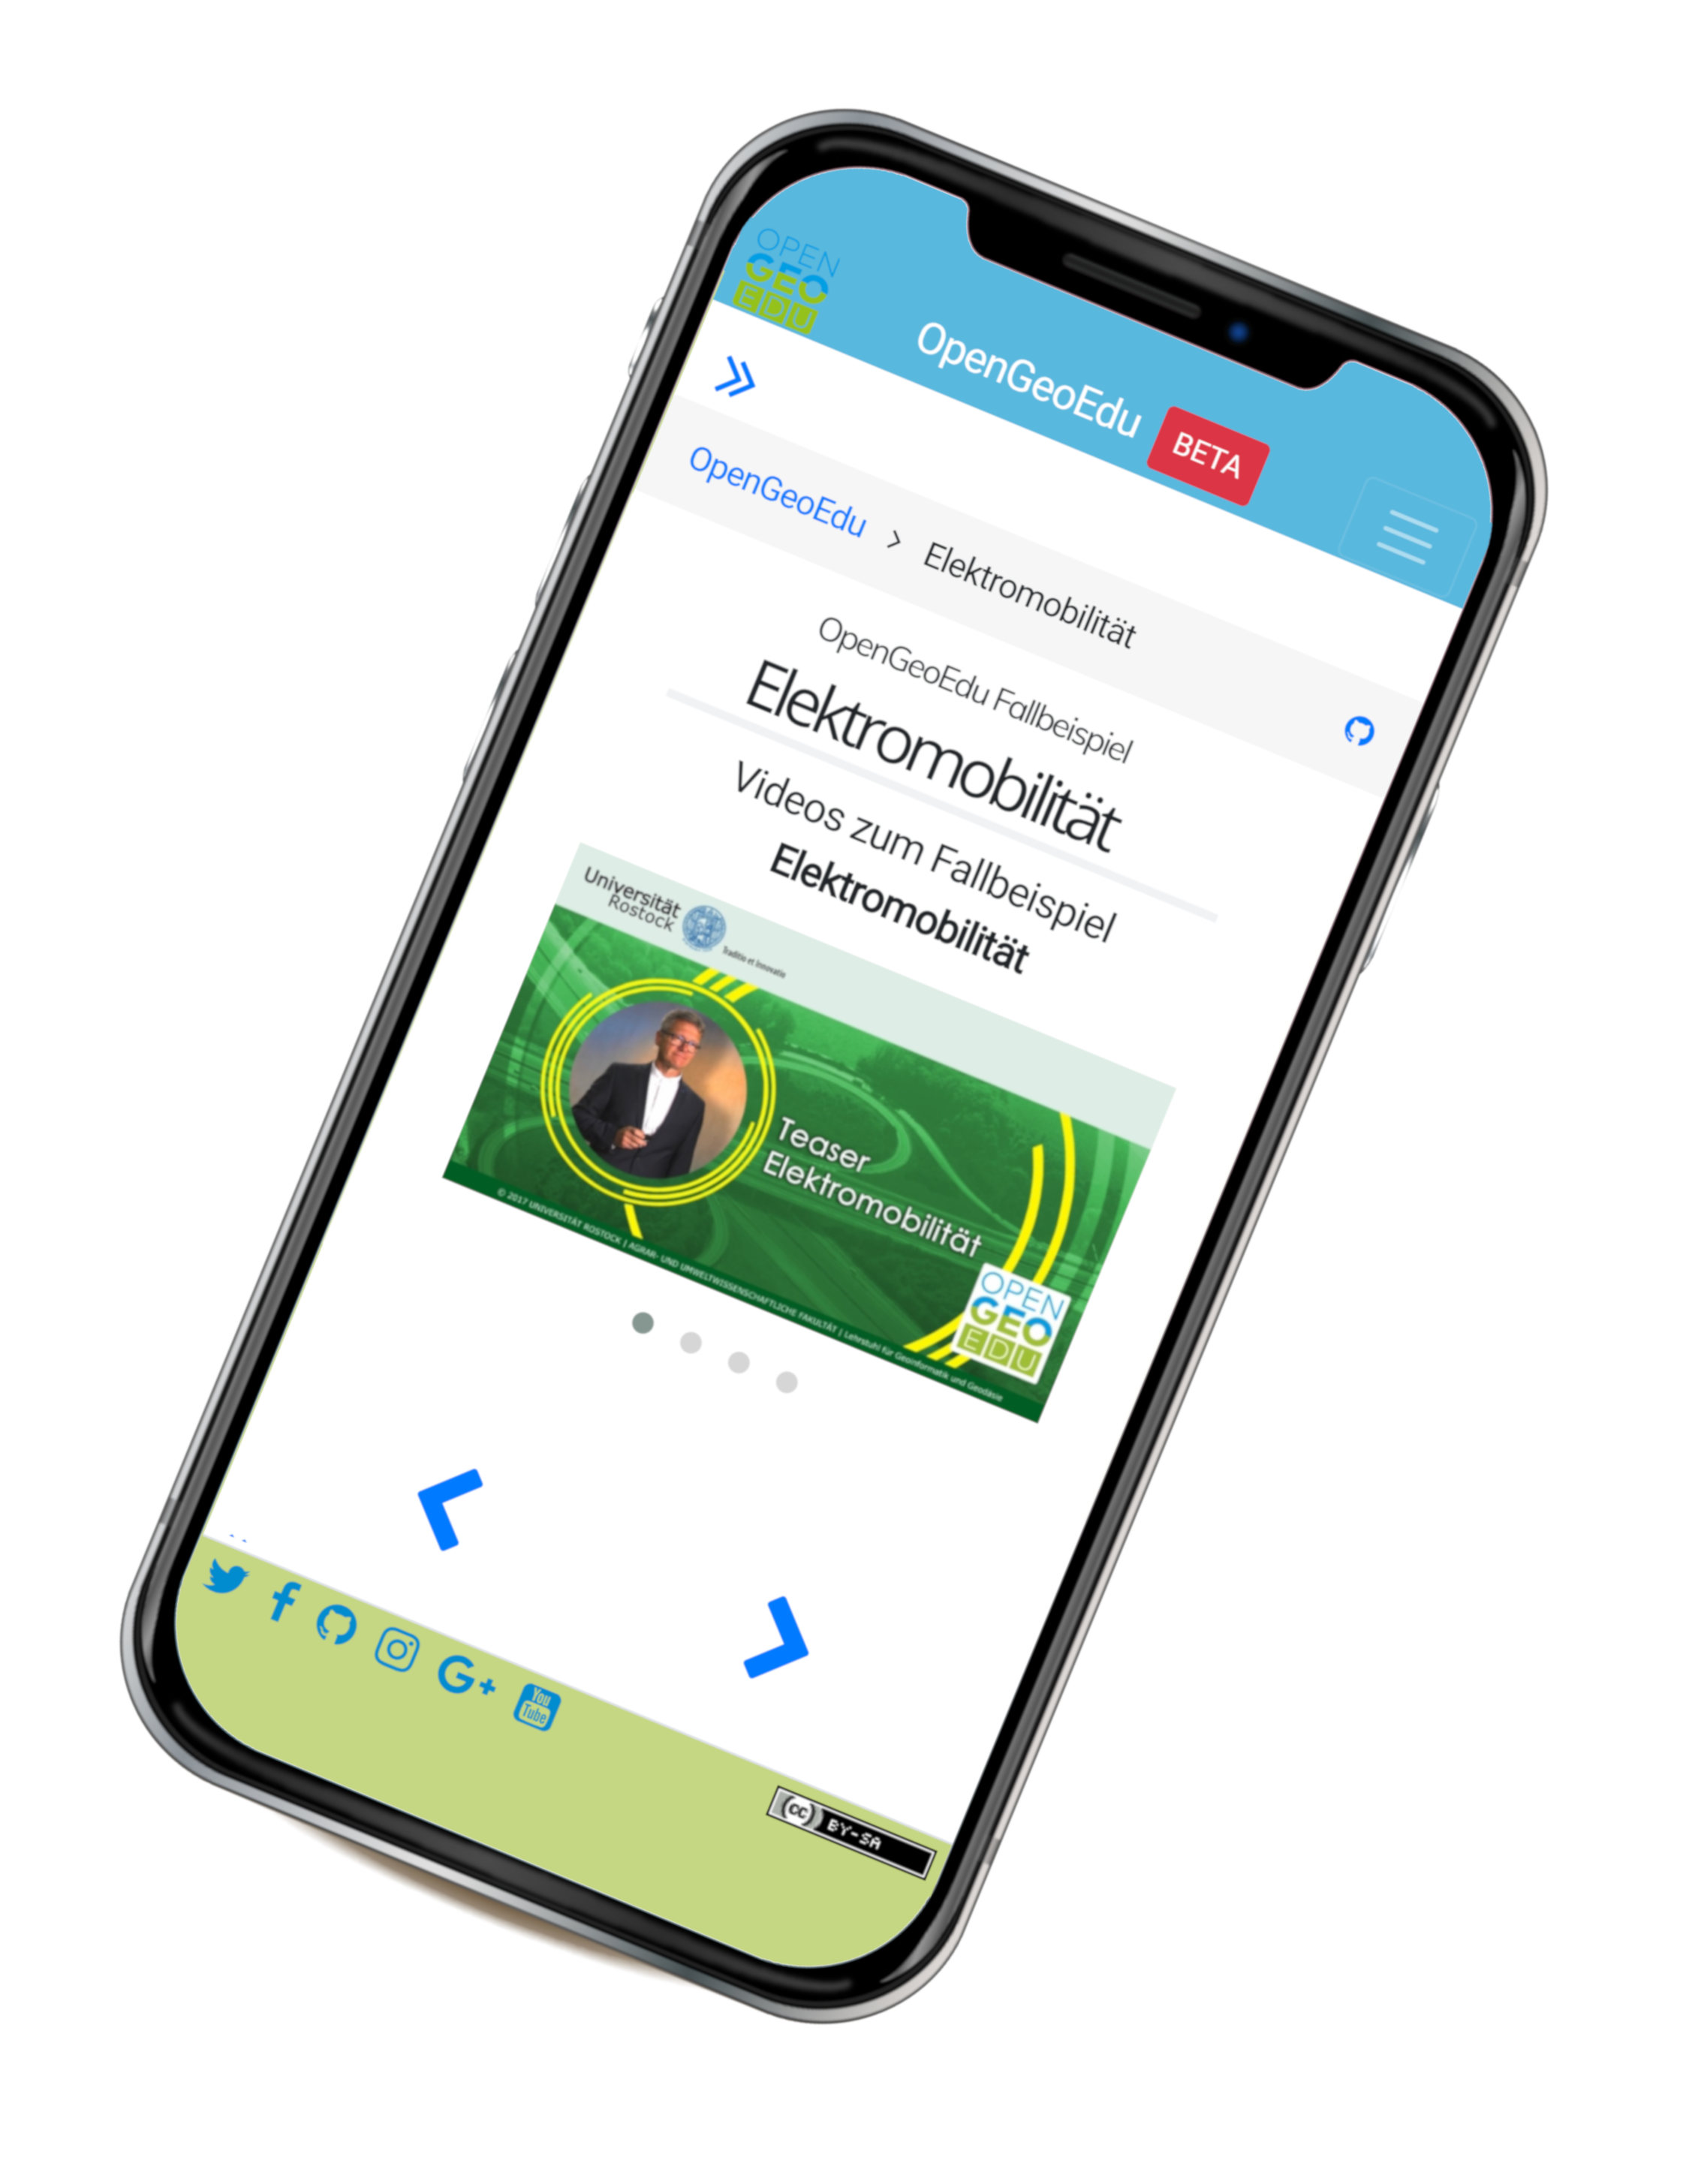 OPEN
GEO
EDU
OpenGeoEdu BETA
OpenGeoEdu > Elektromobilität
OpenGeoEdu Fallbeispiel
Elektromobilität
Videos zum Fallbeispiel
Elektromobilität
Universität
Rostock
Traditio et Innovatio
Teaser
Elektromobilität
OPEN
GEO
EDU
© 2017 UNIVERSITÄT ROSTOCK | AGRAR- UND UMWELTWISSENSCHAFTLICHE FAKULTÄT | Lehrstuhl für Geoinformatik und Geodäsie
f
G+
You
Tube
cc BY-SA